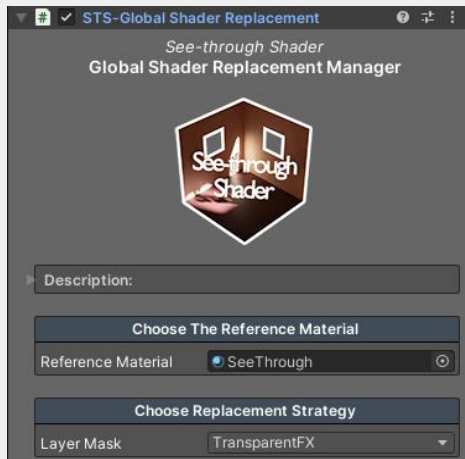 # STS-Global Shader Replacement
See-through Shader
Global Shader Replacement Manager
See-through
Shader
Description:
Choose The Reference Material
Reference Material SeeThrough
Choose Replacement Strategy
Layer Mask TransparentFX